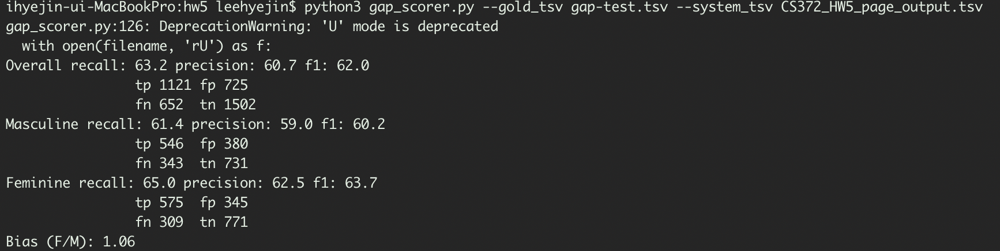 ihyejin-ui-MacBookPro:hw5 leehyejin$ python3 gap_scorer.py --gold_tsv gap-test.tsv --system_tsv CS372_HW5_page_output.tsv
gap_scorer.py:126: DeprecationWarning: 'U' mode is deprecated
  with open(filename, 'rU') as f:
Overall recall: 63.2 precision: 60.7 f1: 62.0
                tp 1121 fp 725
                fn 652  tn 1502
Masculine recall: 61.4 precision: 59.0 f1: 60.2
                tp 546  fp 380
                fn 343  tn 731
Feminine recall: 65.0 precision: 62.5 f1: 63.7
                tp 575  fp 345
                fn 309  tn 771
Bias (F/M): 1.06